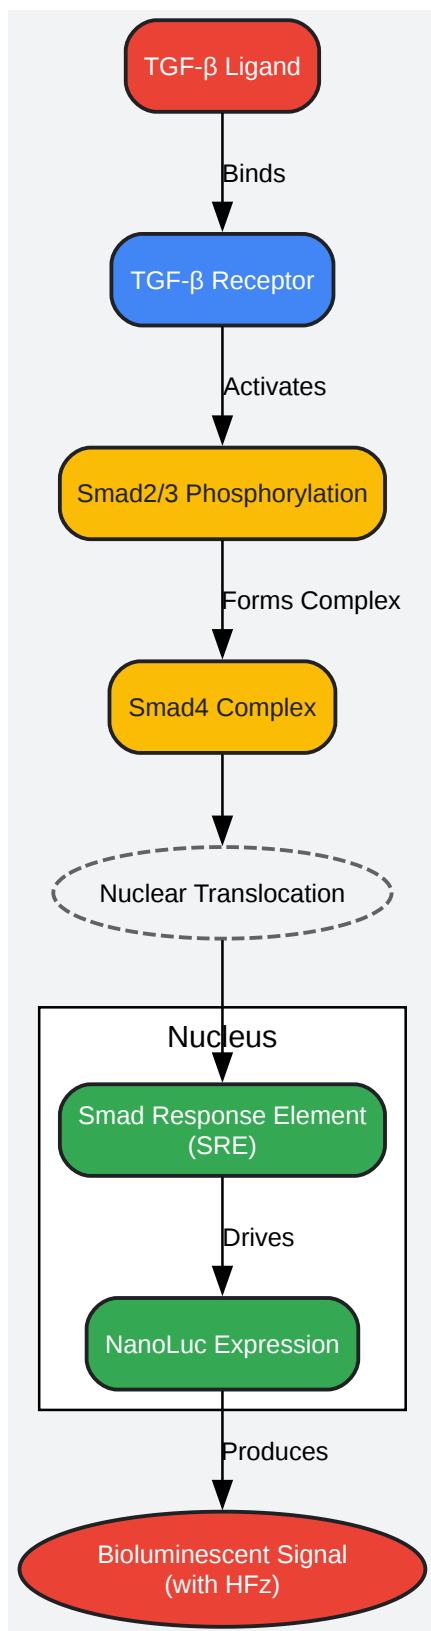 TGF-β Ligand
Binds
TGF-β Receptor
Activates
Smad2/3 Phosphorylation
Forms Complex
Smad4 Complex
Nuclear Translocation
Nucleus
Smad Response Element
(SRE)
Drives
NanoLuc Expression
Produces
Bioluminescent Signal
(with HFz)